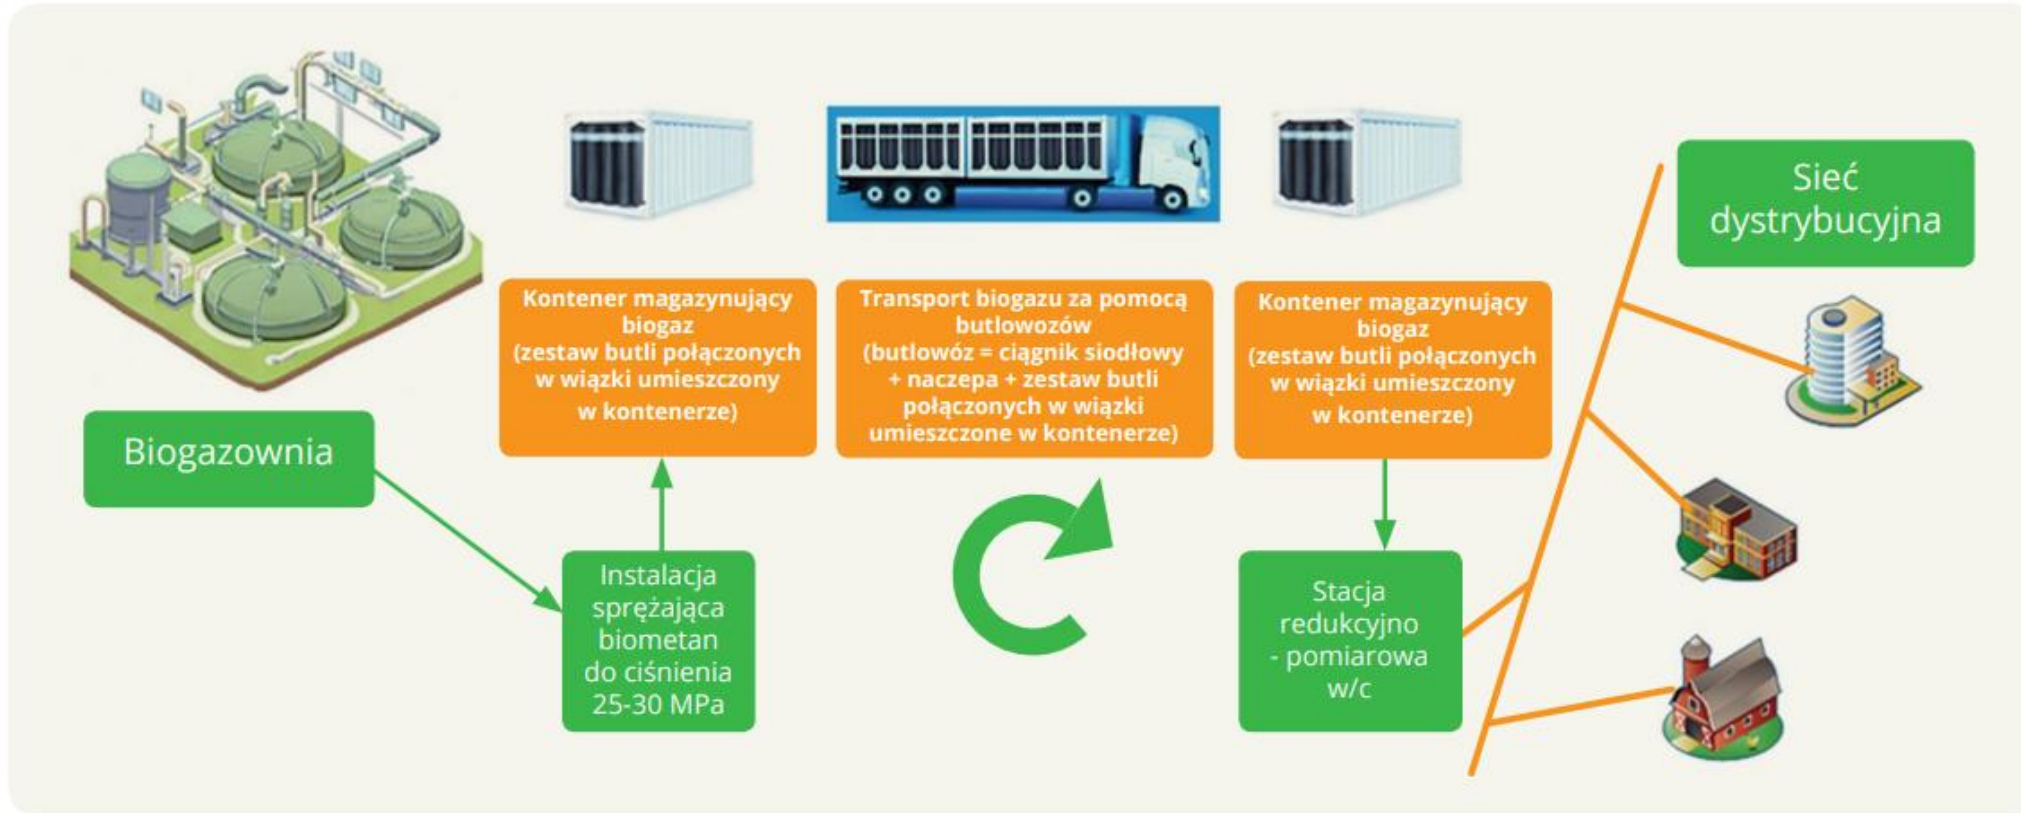 Biogazownia
Instalacja
sprężająca
biometan
do ciśnienia
25-30 MPa
Kontener magazynujący
biogaz
(zestaw butli połączonych
w wiązki umieszczony
w kontenerze)
Transport biogazu za pomocą
butlowozów
(butlowóz = ciągnik siodłowy
+ naczepa + zestaw butli
połączonych w wiązki
umieszczone w kontenerze)
Kontener magazynujący
biogaz
(zestaw butli połączonych
w wiązki umieszczony
w kontenerze)
Stacja
redukcyjno
- pomiarowa
w/c
Sieć
dystrybucyjna